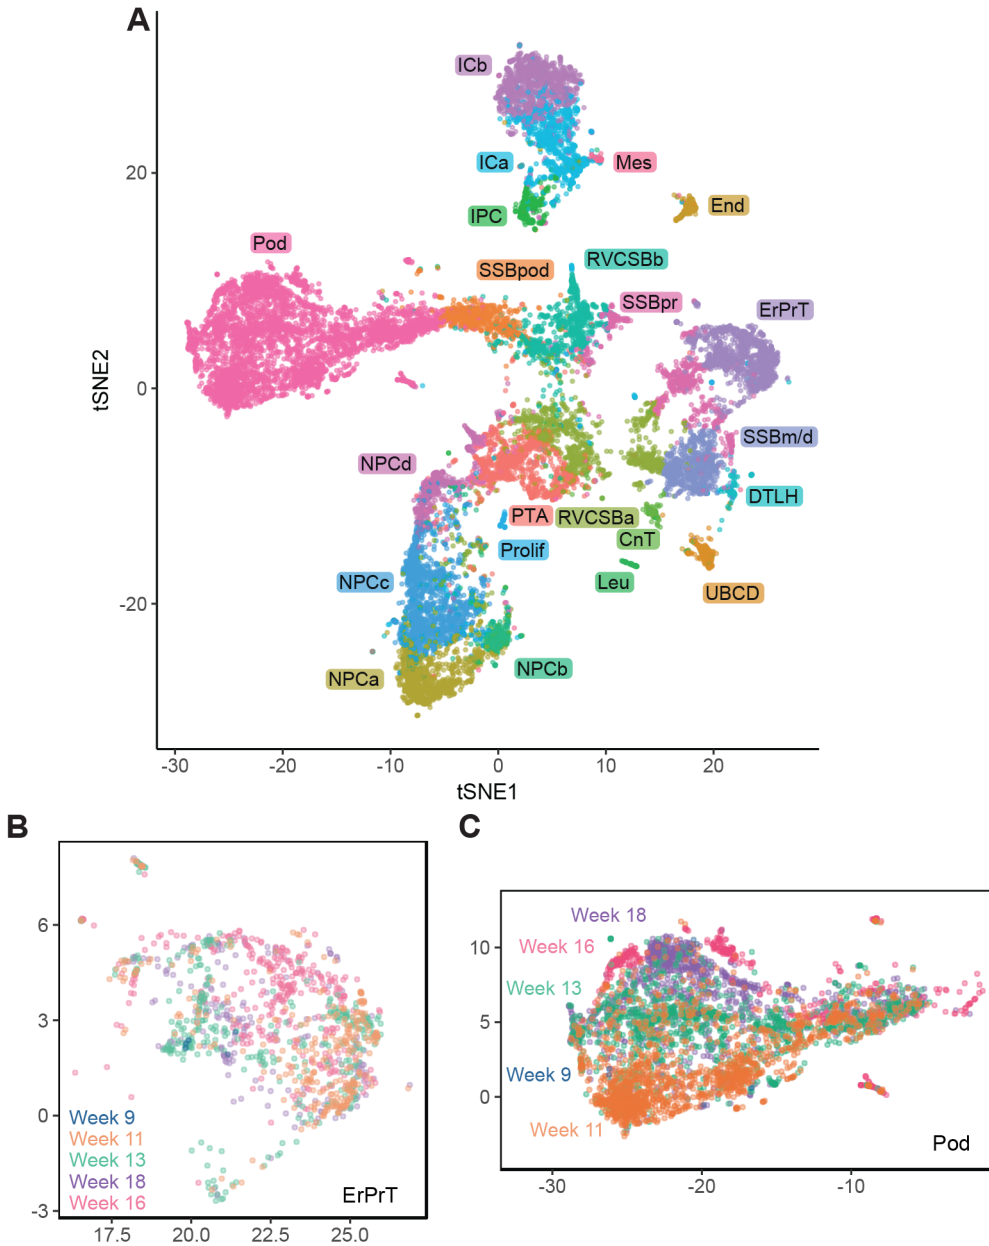 A
ICb
ICa
Mes
IPC
End
Pod
SSBpod
RVCSBb
SSBpr
ErPrT
NPCd
SSBm/d
DTLH
PTA
RVCSBa
CnT
Prolif
NPCc
Leu
UBCD
NPCb
NPCa
20
0
-20
tSNE2
-30 -20 -10 0 10 20
tSNE1
B
6
3
0
-3
Week 9
Week 11
Week 13
Week 18
Week 16
ErPrT
17.5 20.0 22.5 25.0
C
Week 18
Week 16
Week 13
Week 9
Week 11
10
5
0
Pod
-30 -20 -10